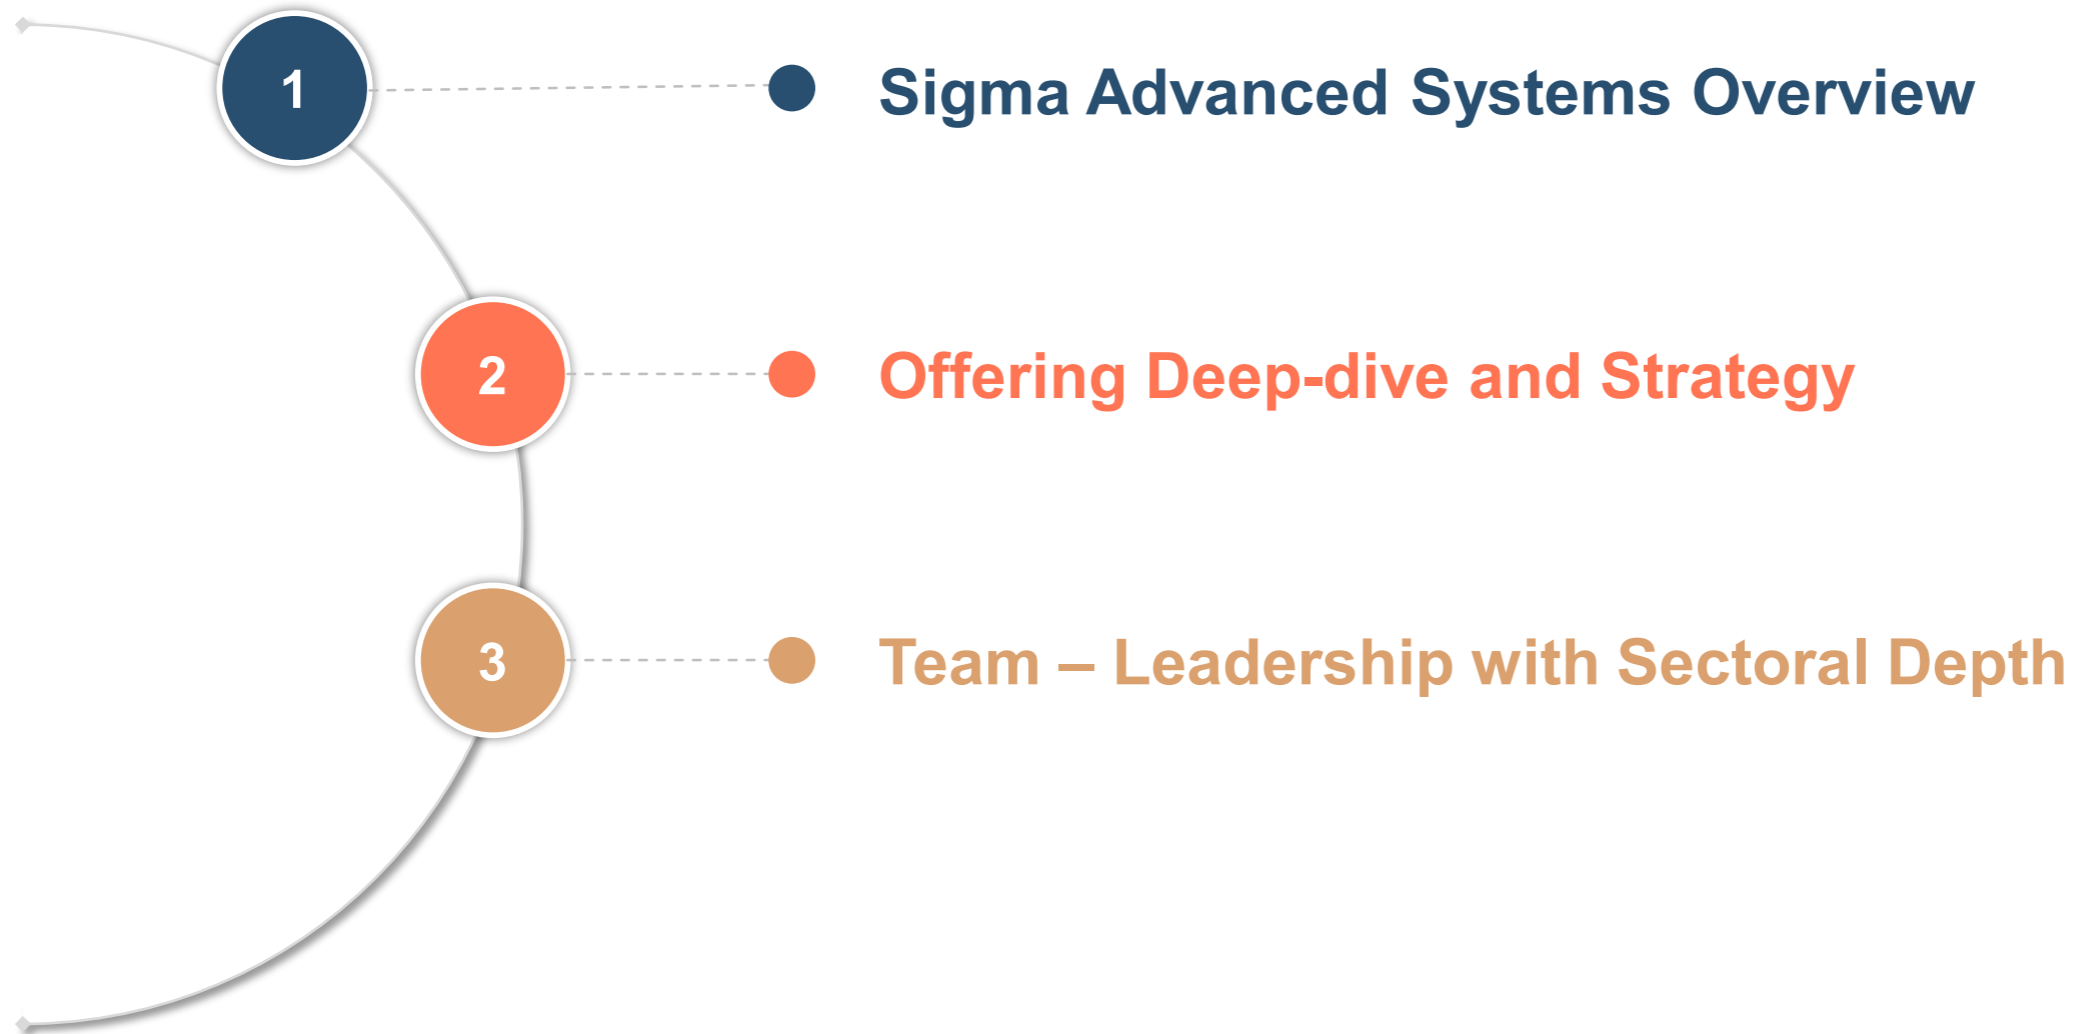 1
Sigma Advanced Systems Overview
2
Offering Deep-dive and Strategy
3
Team – Leadership with Sectoral Depth